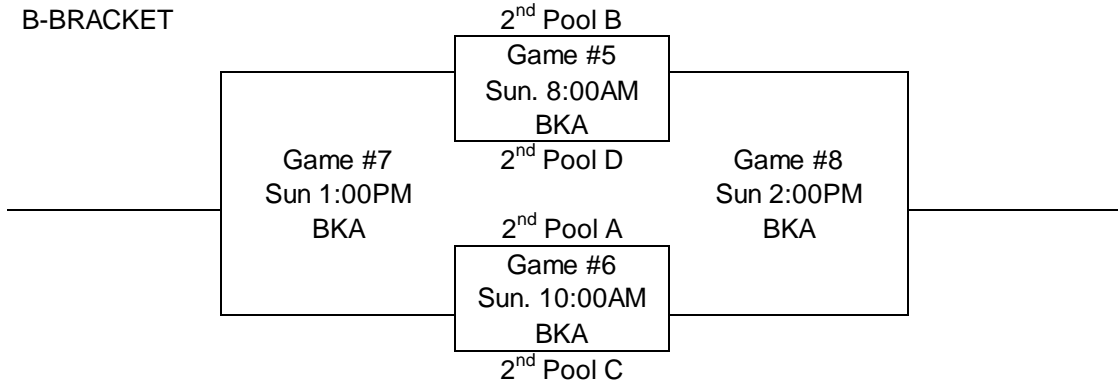 B-BRACKET
2nd Pool B
Game #5
Sun. 8:00AM
BKA
2nd Pool D
Game #7
Sun 1:00PM
BKA
Game #8
Sun 2:00PM
BKA
2nd Pool A
Game #6
Sun. 10:00AM
BKA
2nd Pool C